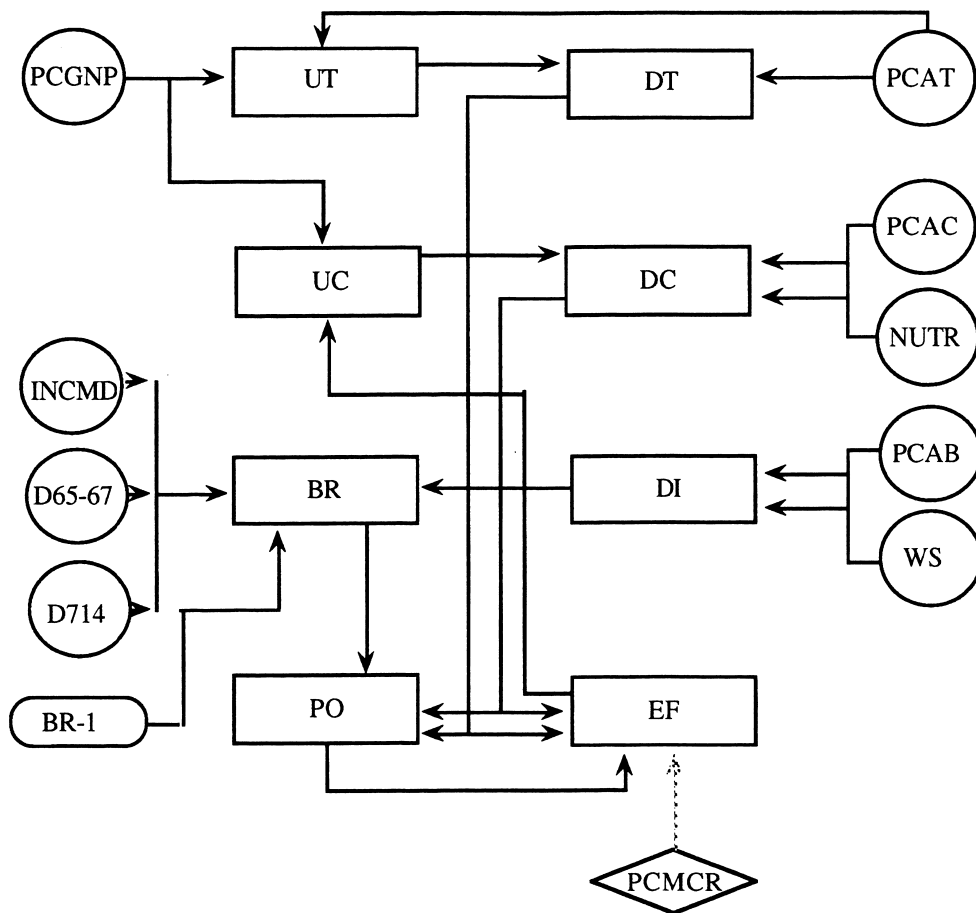 PCGNP
UT
DT
PCAT
UC
DC
PCAC
NUTR
INCMD
D65-67
BR
DI
PCAB
WS
D714
BR-1
PO
EF
PCMCR